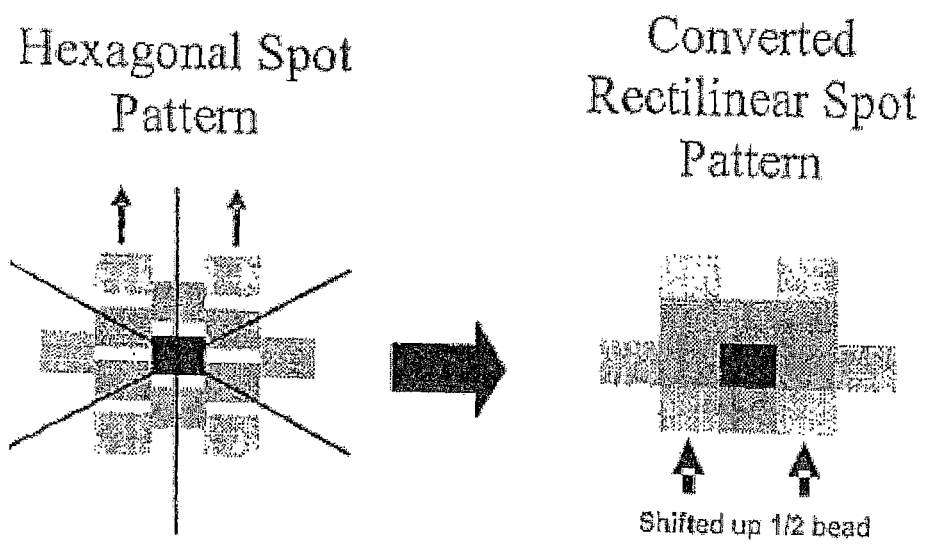 Hexagonal Spot
Pattern
Converted
Rectilinear Spot
Pattern
Shifted up 1/2 bead